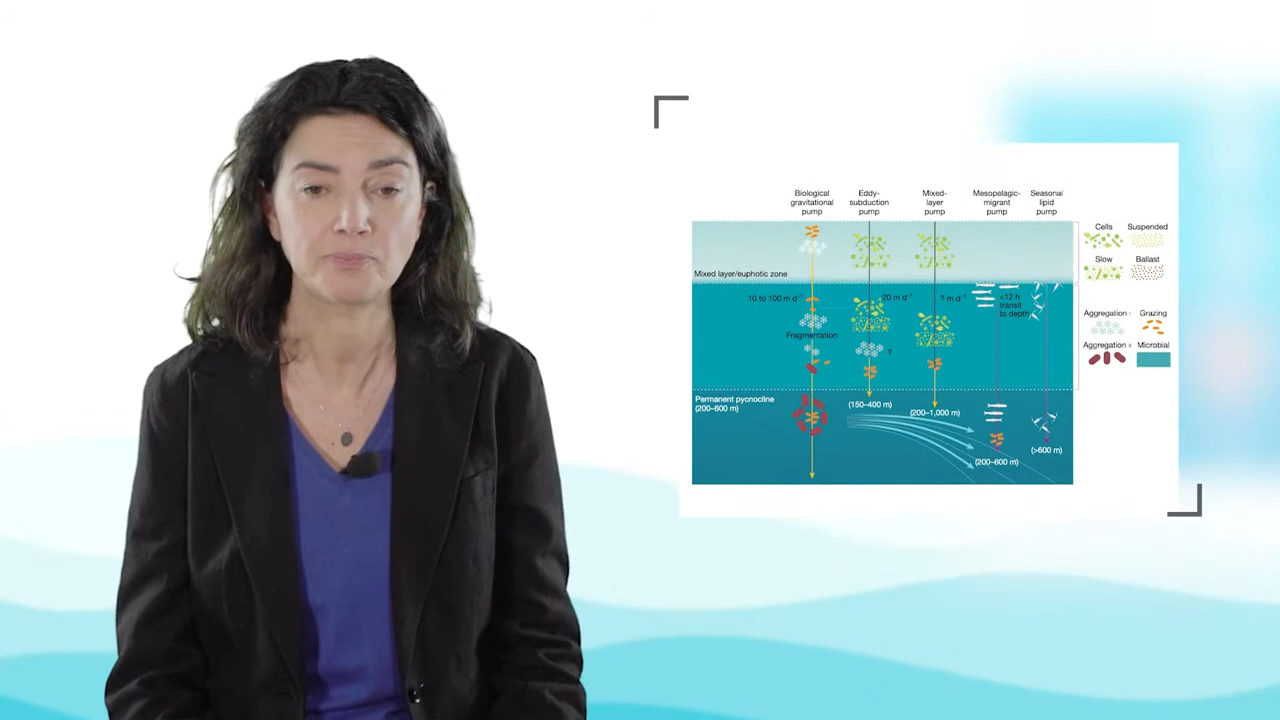 Biological
gravitational
pump
Eddy-
subduction
pump
Mixed-
layer
pump
Mesopelagic-
migrant
pump
Seasonal
lipid
pump
Cells
Suspended
Slow
Ballast
Mixed layer/euphotic zone
10 to 100 m d⁻¹
20 m d⁻¹
? m d⁻¹
<12 h
transit
to depth
Aggregation
Grazing
Fragmentation
?
Aggregation
Microbial
Permanent pycnocline
(200–600 m)
(150–400 m)
(200–1,000 m)
(200–600 m)
(>600 m)